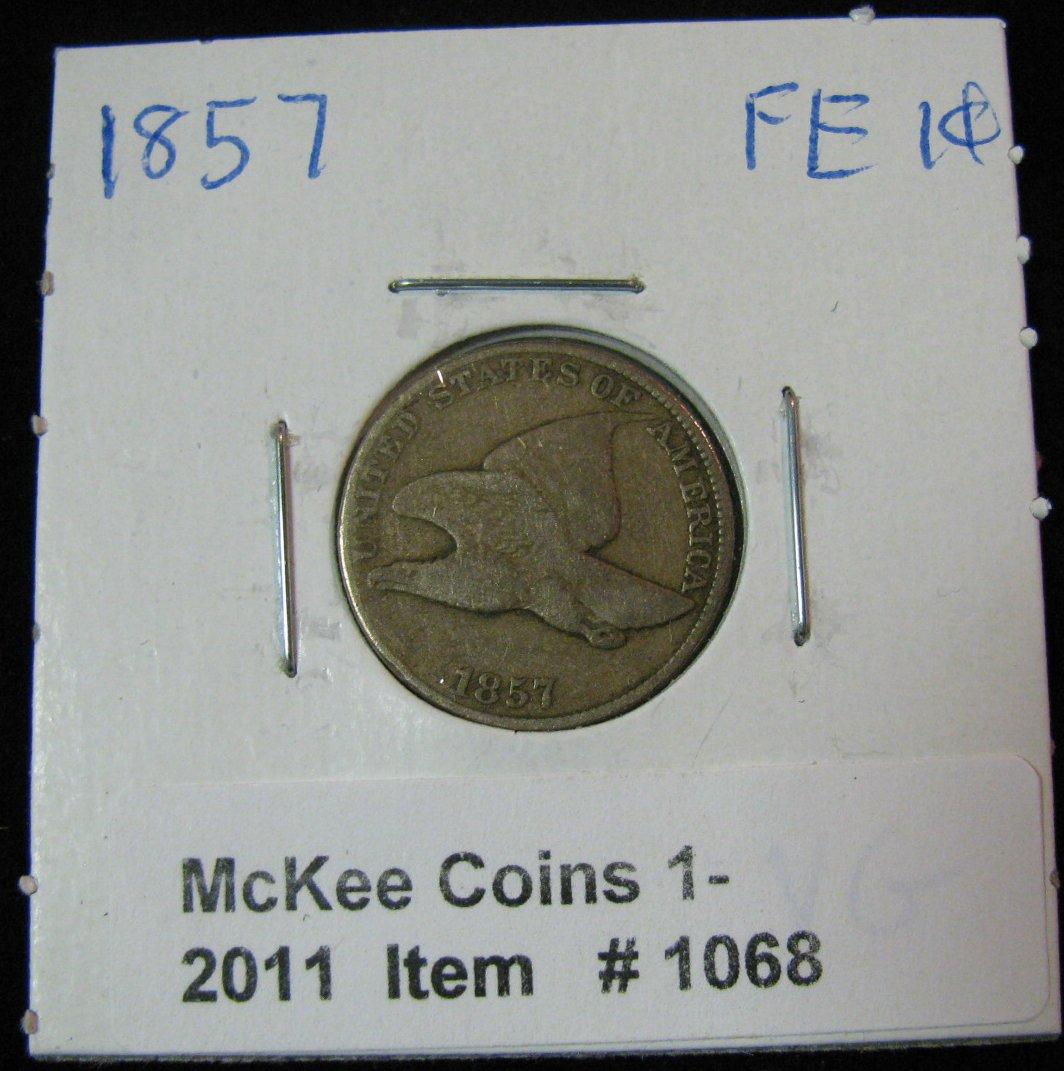 1857 FE 1¢
UNITED STATES OF AMERICA
1857
McKee Coins 1-
2011 Item # 1068